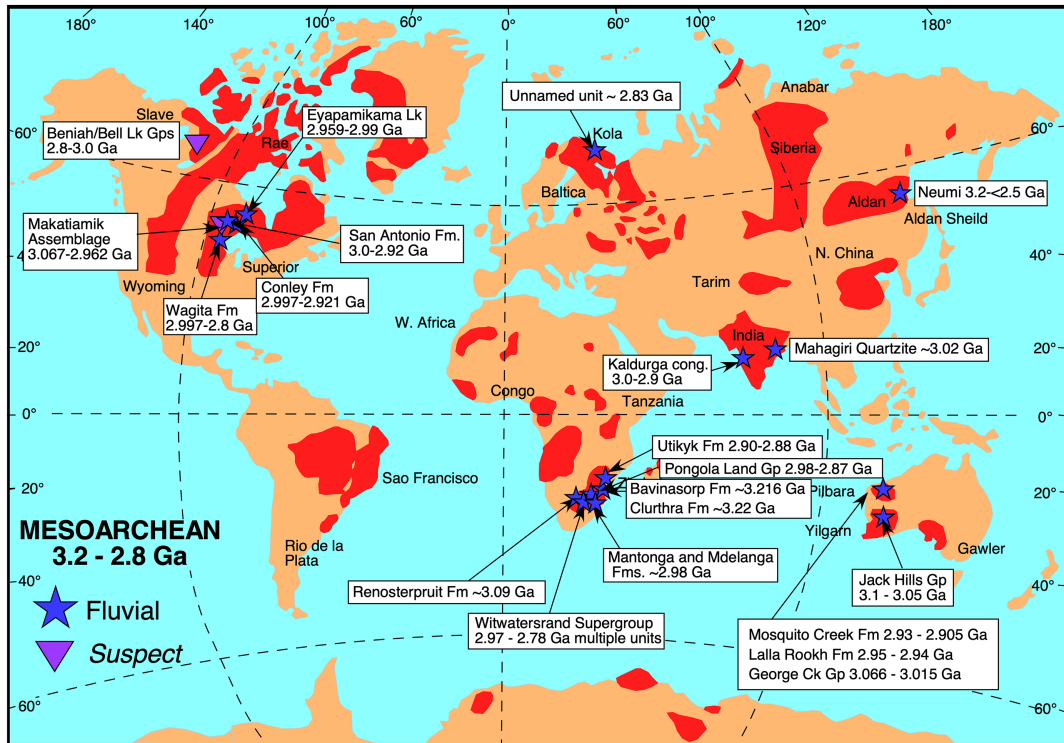 140°
100°
60°
0°
60°
100°
140°
180°
Anabar
Unnamed unit ~ 2.83 Ga
Slave
Eyapamikama Lk
2.959-2.99 Ga
60°
Beniah/Bell Lk Gps
2.8-3.0 Ga
Rae
Kola
60°
Siberia
Baltica
Neumi 3.2-<2.5 Ga
Aldan
Aldan Sheild
Makatiamik
Assemblage
3.067-2.962 Ga
San Antonio Fm.
3.0-2.92 Ga
40°
Superior
N. China
40°
Wyoming
Conley Fm
2.997-2.921 Ga
Tarim
Wagita Fm
2.997-2.8 Ga
W. Africa
India
20°
Mahagiri Quartzite ~3.02 Ga
20°
Kaldurga cong.
3.0-2.9 Ga
Congo
Tanzania
0°
0°
Utikyk Fm 2.90-2.88 Ga
Pongola Land Gp 2.98-2.87 Ga
Sao Francisco
20°
Bavinasorp Fm ~3.216 Ga
Clurthra Fm ~3.22 Ga
Pilbara
20°
MESOARCHEAN
3.2 - 2.8 Ga
Yilgarn
Gawler
Rio de la
Plata
Mantonga and Mdelanga
Fms. ~2.98 Ga
Jack Hills Gp
3.1 - 3.05 Ga
40°
Renosterpruit Fm ~3.09 Ga
40°
Fluvial
Witwatersrand Supergroup
2.97 - 2.78 Ga multiple units
Suspect
Mosquito Creek Fm 2.93 - 2.905 Ga
Lalla Rookh Fm 2.95 - 2.94 Ga
George Ck Gp 3.066 - 3.015 Ga
60°
60°